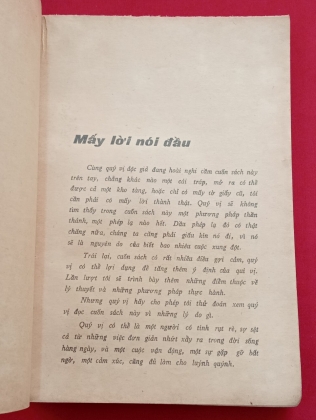 Mấy lời nói đầu
Cùng quý vị độc giả đang hoài nghi cầm cuốn sách này
trên tay, chẳng khác nào một cái tráp, mở ra có thể
được cả một kho tàng, hoặc chỉ có mấy tờ giấy cũ, tôi
cần phải có mấy lời thành thật. Quý vị sẽ không
tìm thấy trong cuốn sách này một phương pháp thần
thánh, một phép lạ nào hết. Dầu phép lạ đó có thật
chăng nữa, chúng ta cũng phải giấu kín nó đi, vì nó
sẽ là nguyên do của biết bao nhiêu cuộc xung đột.
Trái lại, cuốn sách có rất nhiều điều gợi cảm, quý
vị có thể lợi dụng để tăng thêm ý định của quí vị.
Lần lượt tôi sẽ trình bày thêm những điểm thuộc về
lý thuyết và những phương pháp thực hành.
Nhưng quý vị hãy cho phép tôi thử đoán xem quý
vị đọc cuốn sách này vì những lý do gì.
Quý vị có thể là một người có tính rụt rè, sợ sệt
cả từ những việc đơn giản nhứt xẩy ra trong đời sống
hàng ngày, và một cuộc vận động, một sự gặp gỡ bất
ngờ, một cảm xúc, cũng đủ làm cho luýnh quýnh.